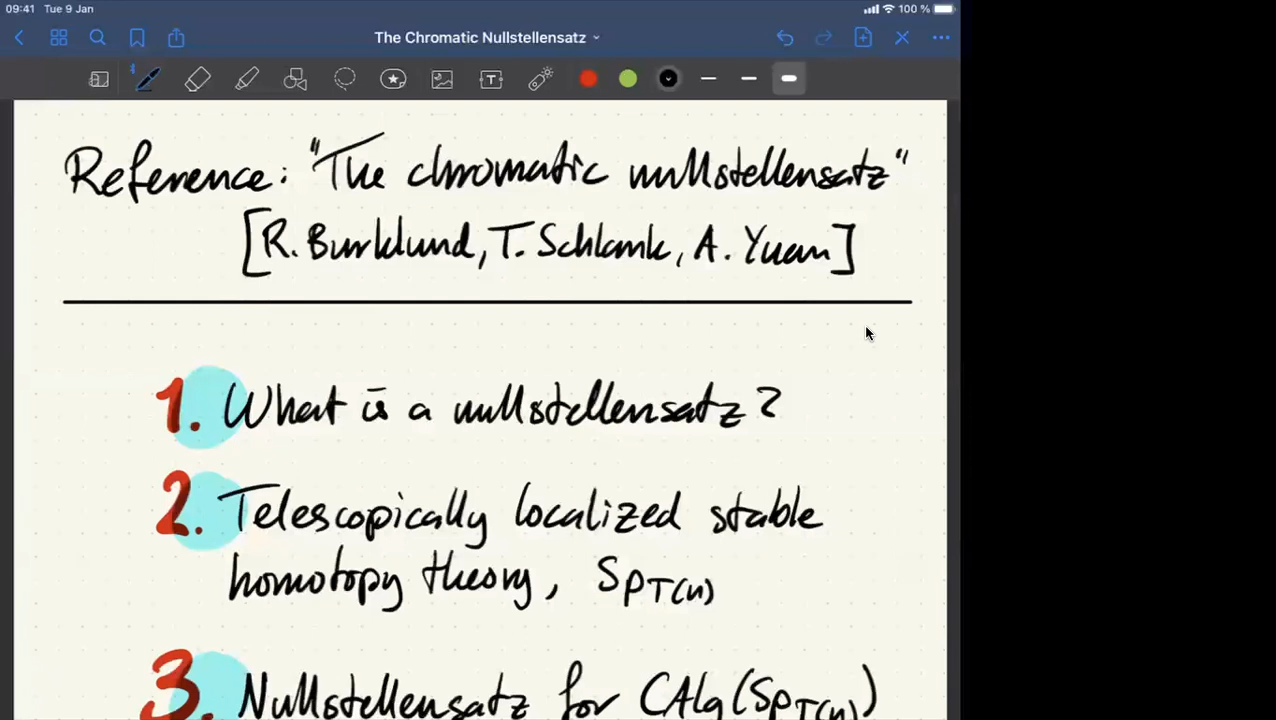 09:41 Tue 9 Jan 100 %
The Chromatic Nullstellensatz
Reference: "The chromatic nullstellensatz"
[R. Burklund, T. Schlank, A. Yuan]
1. What is a nullstellensatz?
2. Telescopically localized stable
homotopy theory, Sp_T(n)
3. Nullstellensatz for CAlg(Sp_T(n))